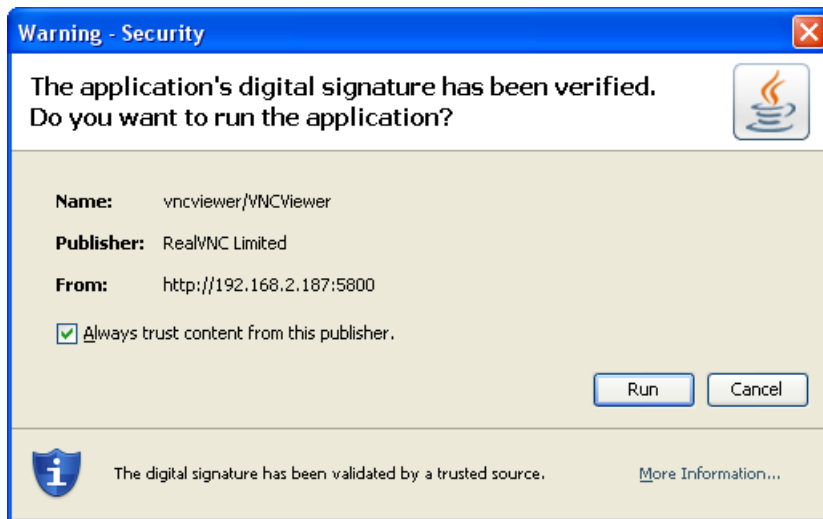 Warning - Security
The application's digital signature has been verified.
Do you want to run the application?
Name: vncviewer/VNCViewer
Publisher: RealVNC Limited
From: http://192.168.2.187:5800
Always trust content from this publisher.
Run Cancel
The digital signature has been validated by a trusted source. More Information...